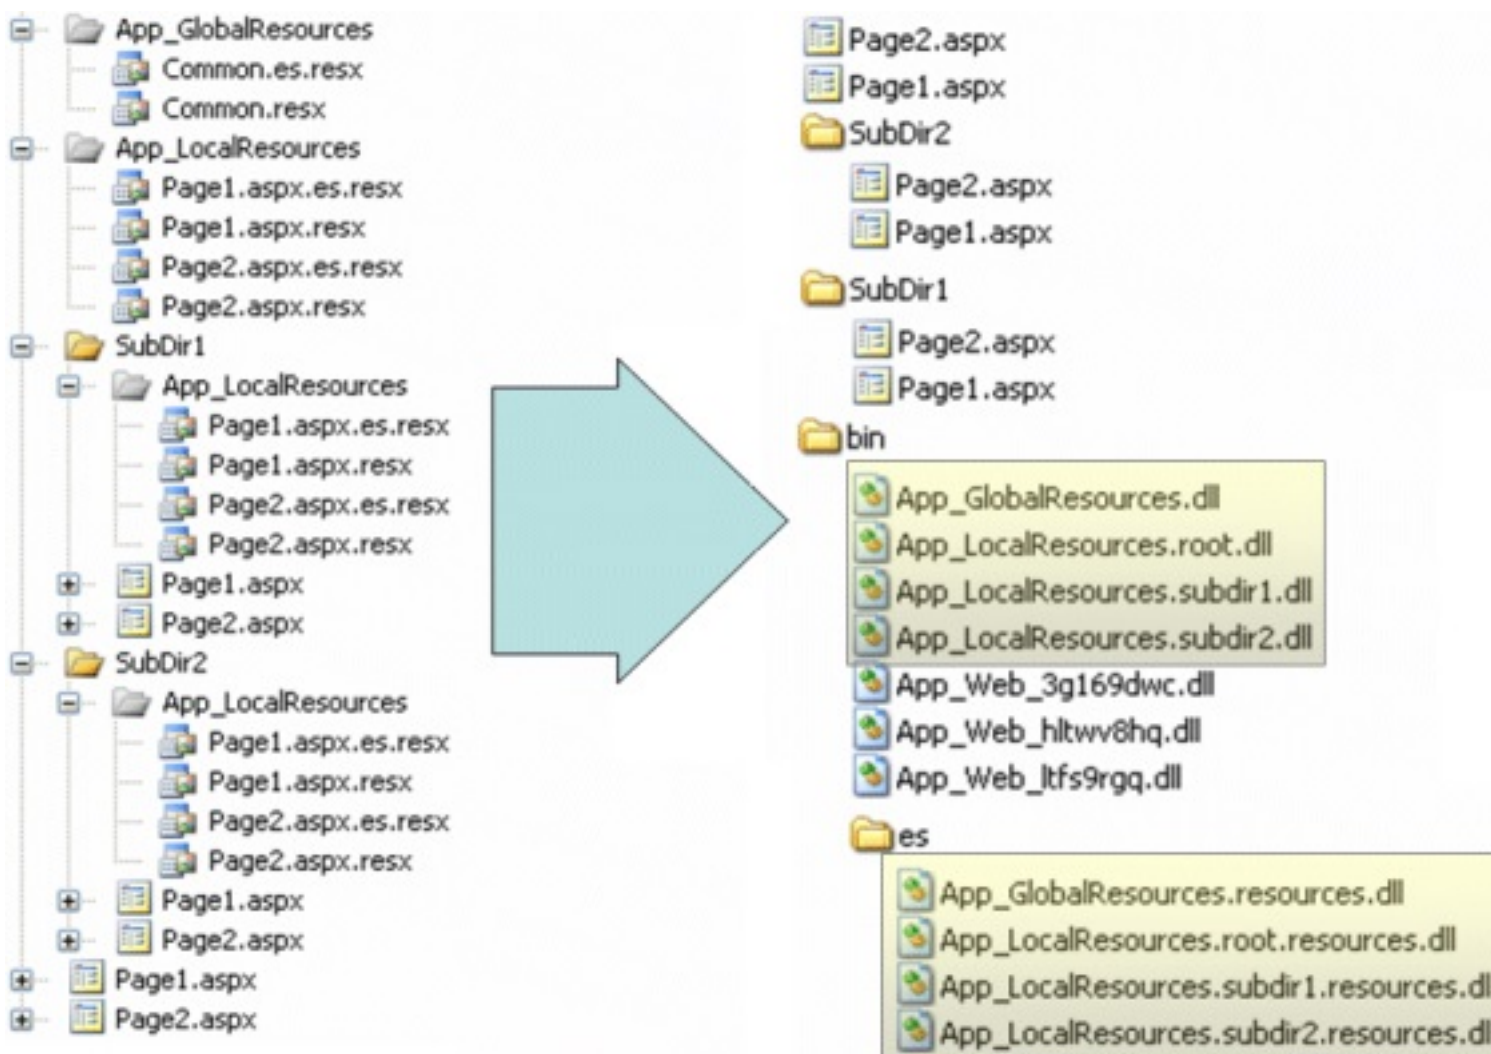 App_GlobalResources
Common.es.resx
Common.resx
App_LocalResources
Page1.aspx.es.resx
Page1.aspx.resx
Page2.aspx.es.resx
Page2.aspx.resx
SubDir1
App_LocalResources
Page1.aspx.es.resx
Page1.aspx.resx
Page2.aspx.es.resx
Page2.aspx.resx
Page1.aspx
Page2.aspx
SubDir2
App_LocalResources
Page1.aspx.es.resx
Page1.aspx.resx
Page2.aspx.es.resx
Page2.aspx.resx
Page1.aspx
Page2.aspx
Page1.aspx
Page2.aspx
Page2.aspx
Page1.aspx
SubDir2
Page2.aspx
Page1.aspx
SubDir1
Page2.aspx
Page1.aspx
bin
App_GlobalResources.dll
App_LocalResources.root.dll
App_LocalResources.subdir1.dll
App_LocalResources.subdir2.dll
App_Web_3g169dwc.dll
App_Web_hltwv8hq.dll
App_Web_ltfs9rgq.dll
es
App_GlobalResources.resources.dll
App_LocalResources.root.resources.dll
App_LocalResources.subdir1.resources.dll
App_LocalResources.subdir2.resources.dll